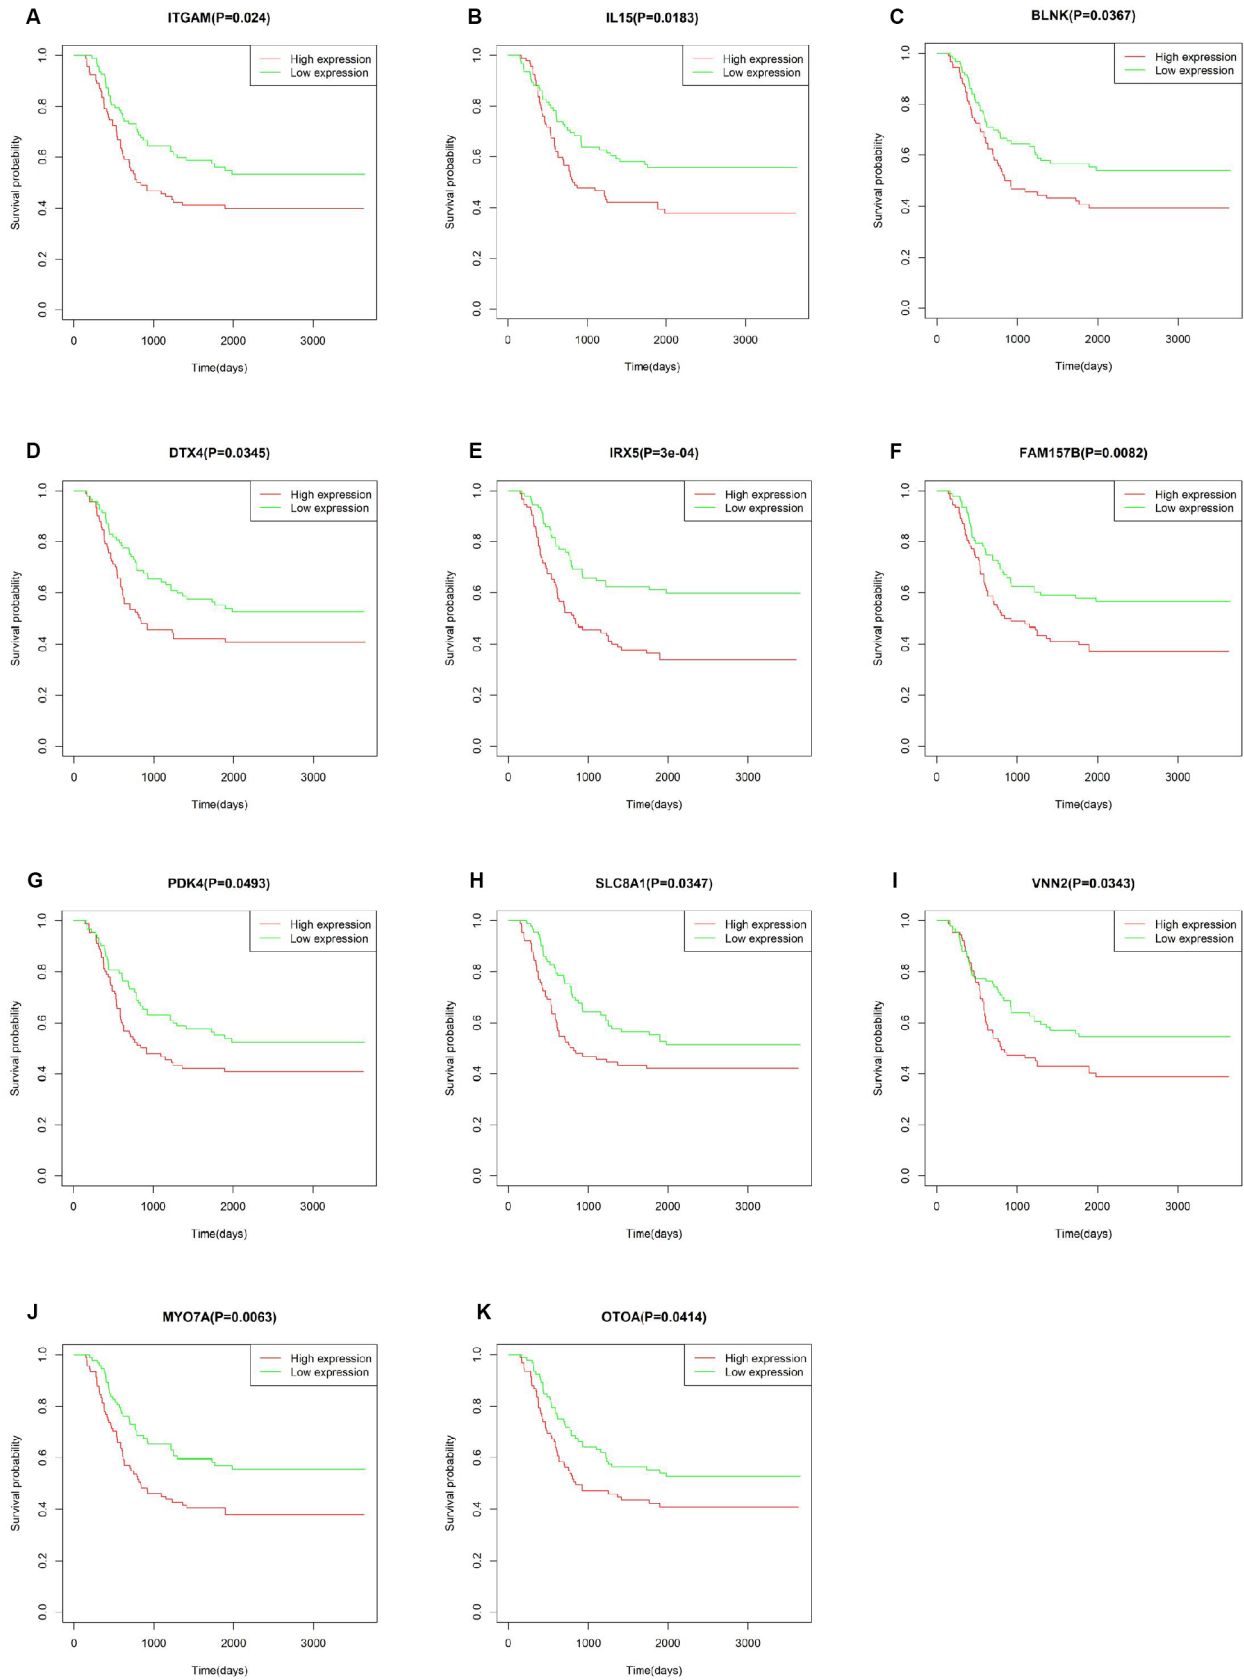 A
ITGAM(P=0.024)
High expression
Low expression
Survival probability
0.0 0.2 0.4 0.6 0.8 1.0
0 1000 2000 3000
Time(days)
B
IL15(P=0.0183)
High expression
Low expression
Survival probability
0.0 0.2 0.4 0.6 0.8 1.0
0 1000 2000 3000
Time(days)
C
BLNK(P=0.0367)
High expression
Low expression
Survival probability
0.0 0.2 0.4 0.6 0.8 1.0
0 1000 2000 3000
Time(days)
D
DTX4(P=0.0345)
High expression
Low expression
Survival probability
0.0 0.2 0.4 0.6 0.8 1.0
0 1000 2000 3000
Time(days)
E
IRX5(P=3e-04)
High expression
Low expression
Survival probability
0.0 0.2 0.4 0.6 0.8 1.0
0 1000 2000 3000
Time(days)
F
FAM157B(P=0.0082)
High expression
Low expression
Survival probability
0.0 0.2 0.4 0.6 0.8 1.0
0 1000 2000 3000
Time(days)
G
PDK4(P=0.0493)
High expression
Low expression
Survival probability
0.0 0.2 0.4 0.6 0.8 1.0
0 1000 2000 3000
Time(days)
H
SLC8A1(P=0.0347)
High expression
Low expression
Survival probability
0.0 0.2 0.4 0.6 0.8 1.0
0 1000 2000 3000
Time(days)
I
VNN2(P=0.0343)
High expression
Low expression
Survival probability
0.0 0.2 0.4 0.6 0.8 1.0
0 1000 2000 3000
Time(days)
J
MYO7A(P=0.0063)
High expression
Low expression
Survival probability
0.0 0.2 0.4 0.6 0.8 1.0
0 1000 2000 3000
Time(days)
K
OTOA(P=0.0414)
High expression
Low expression
Survival probability
0.0 0.2 0.4 0.6 0.8 1.0
0 1000 2000 3000
Time(days)